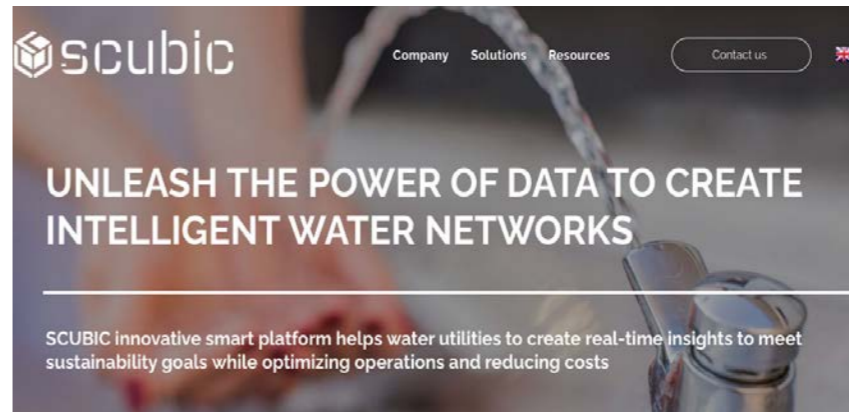 scubic
Company Solutions Resources Contact us
UNLEASH THE POWER OF DATA TO CREATE
INTELLIGENT WATER NETWORKS
SCUBIC innovative smart platform helps water utilities to create real-time insights to meet
sustainability goals while optimizing operations and reducing costs